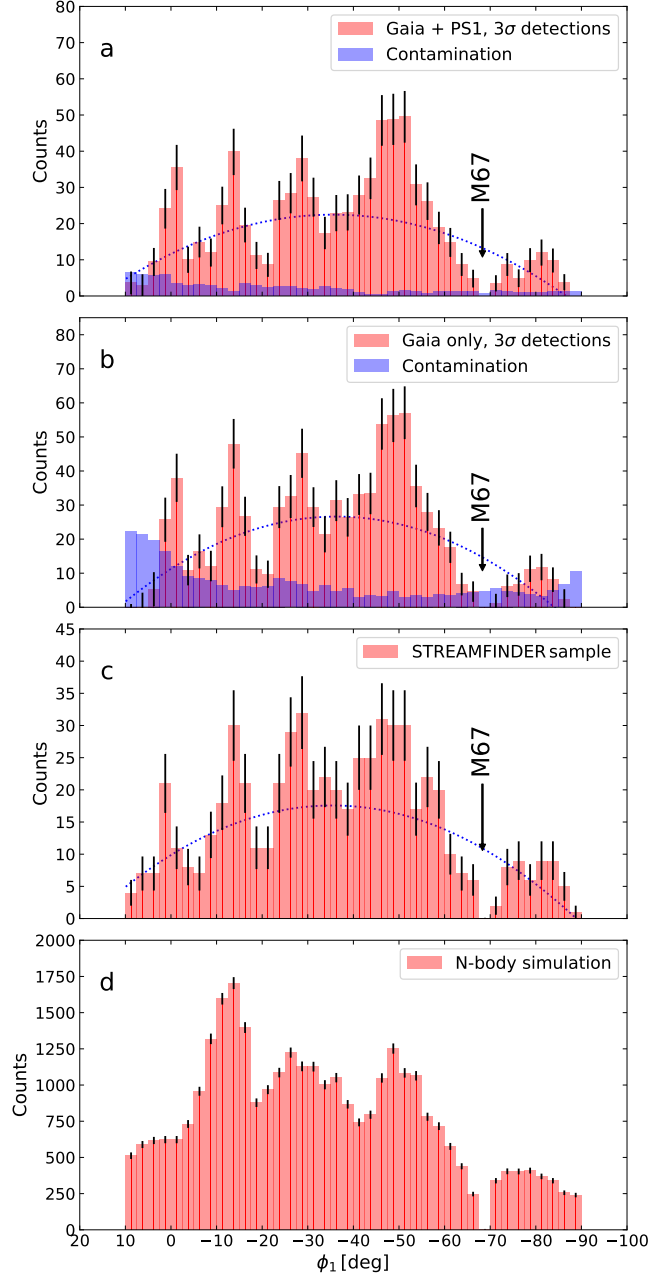 80
70
60
50
40
30
20
10
0
Counts
a
Gaia + PS1, 3σ detections
Contamination
M67
80
70
60
50
40
30
20
10
0
Counts
b
Gaia only, 3σ detections
Contamination
M67
45
40
35
30
25
20
15
10
5
0
Counts
c
STREAMFINDER sample
M67
2000
1750
1500
1250
1000
750
500
250
0
Counts
d
N-body simulation
20 10 0 −10 −20 −30 −40 −50 −60 −70 −80 −90 −100
ϕ₁ [deg]